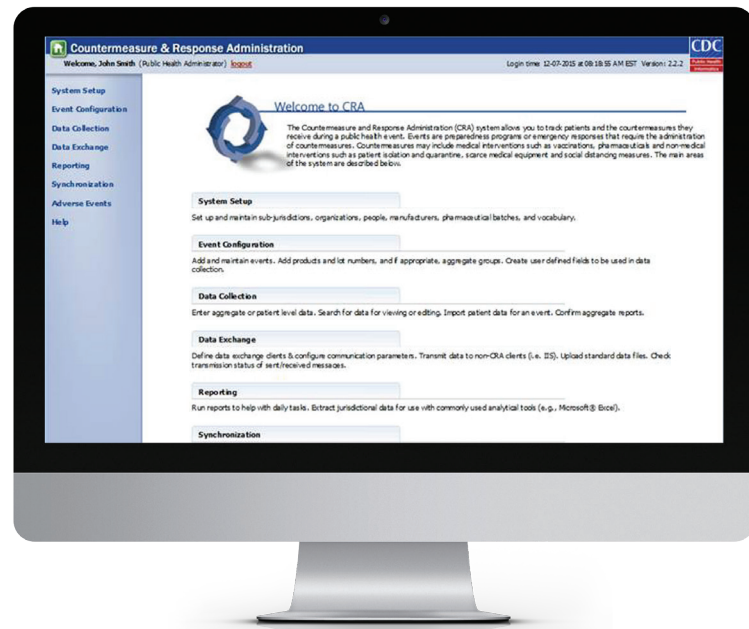 Countermeasure & Response Administration
CDC
Welcome, John Smith (Public Health Administrator) logout
Login time: 12-07-2015 at 08:18:55 AM EST Version: 2.2.2
Public Health
Informatics
System Setup
Event Configuration
Data Collection
Data Exchange
Reporting
Synchronization
Adverse Events
Help
Welcome to CRA
The Countermeasure and Response Administration (CRA) system allows you to track patients and the countermeasures they
receive during a public health event. Events are preparedness programs or emergency responses that require the administration
of countermeasures. Countermeasures may include medical interventions such as vaccinations, pharmaceuticals and non-medical
interventions such as patient isolation and quarantine, scarce medical equipment and social distancing measures. The main areas
of the system are described below.
System Setup
Set up and maintain sub-jurisdictions, organizations, people, manufacturers, pharmaceutical batches, and vocabulary.
Event Configuration
Add and maintain events. Add products and lot numbers, and if appropriate, aggregate groups. Create user defined fields to be used in data
collection.
Data Collection
Enter aggregate or patient level data. Search for data for viewing or editing. Import patient data for an event. Confirm aggregate reports.
Data Exchange
Define data exchange clients & configure communication parameters. Transmit data to non-CRA clients (i.e. IIS). Upload standard data files. Check
transmission status of sent/received messages.
Reporting
Run reports to help with daily tasks. Extract jurisdictional data for use with commonly used analytical tools (e.g., Microsoft® Excel).
Synchronization